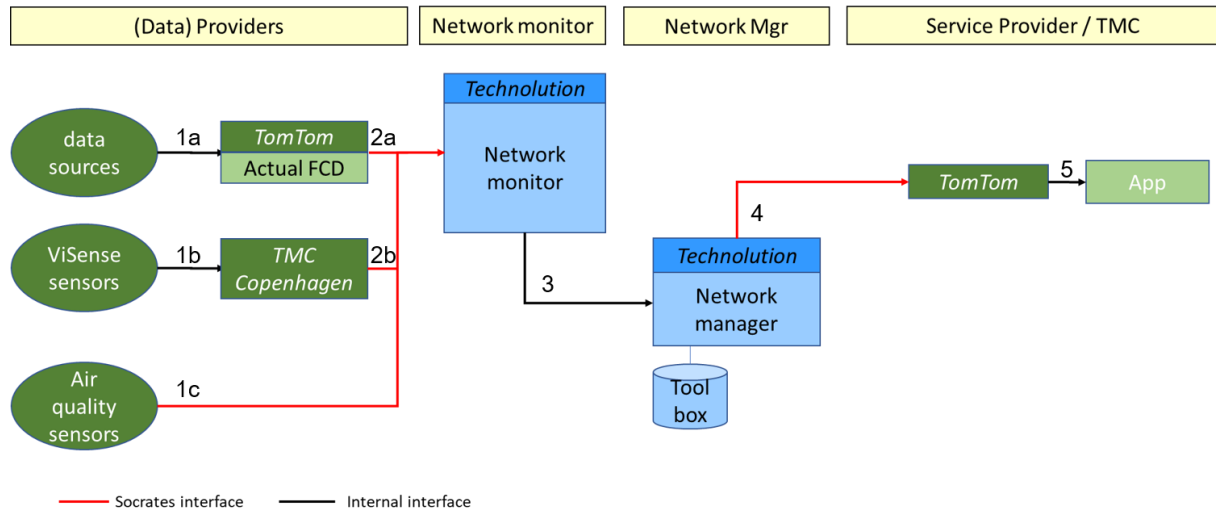 (Data) Providers
Network monitor
Network Mgr
Service Provider / TMC
data
sources
1a
TomTom
Actual FCD
2a
Technolution
Network
monitor
ViSense
sensors
1b
TMC
Copenhagen
2b
Air
quality
sensors
1c
3
Technolution
Network
manager
Tool
box
4
TomTom
5
App
Socrates interface
Internal interface